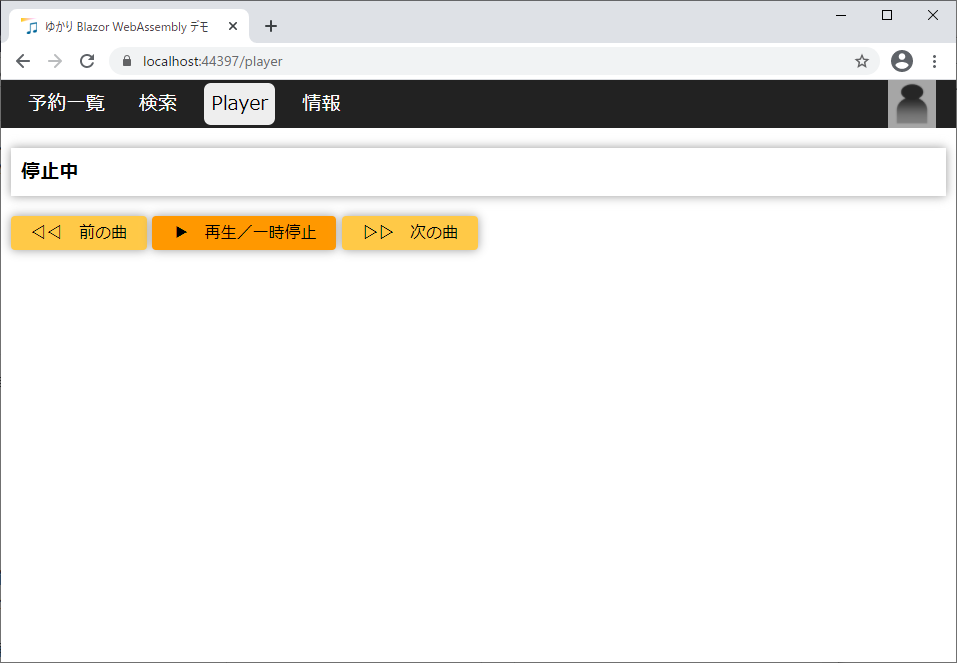 ゆかり Blazor WebAssembly デモ
localhost:44397/player
予約一覧 検索 Player 情報
停止中
◁◁ 前の曲 ▶ 再生／一時停止 ▷▷ 次の曲